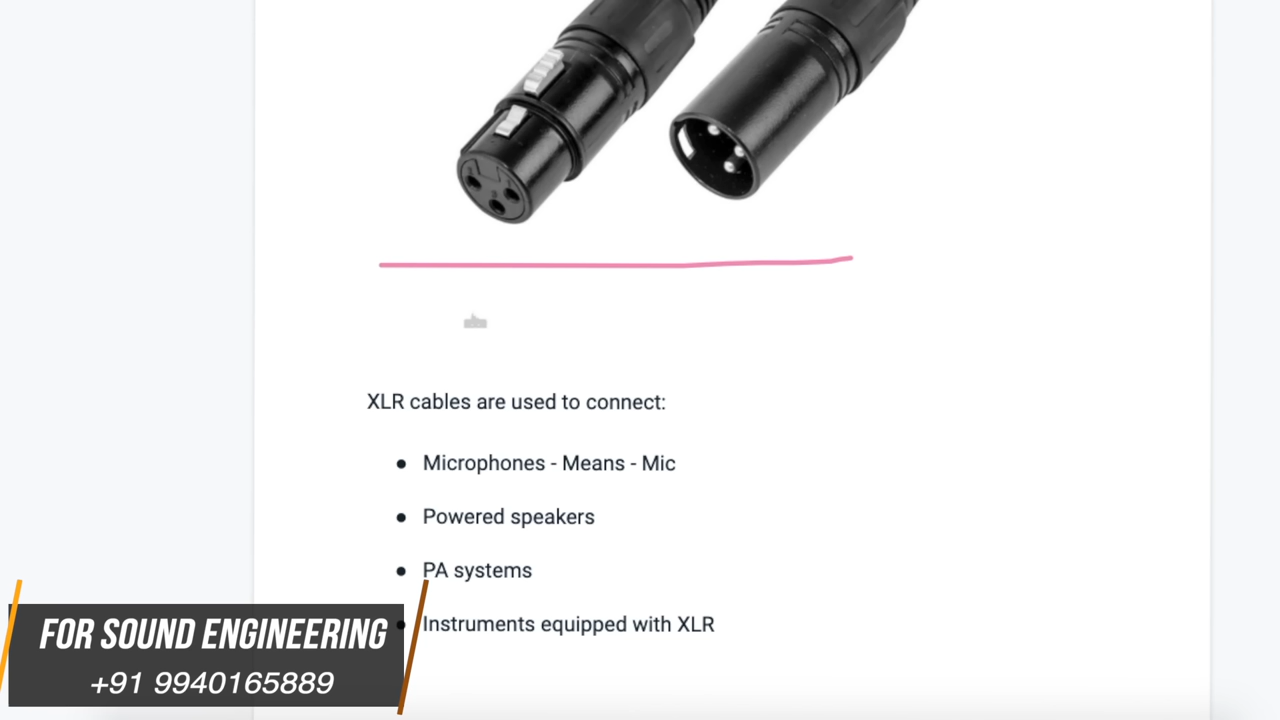 XLR cables are used to connect:
● Microphones - Means - Mic
● Powered speakers
● PA systems
● Instruments equipped with XLR
FOR SOUND ENGINEERING
+91 9940165889